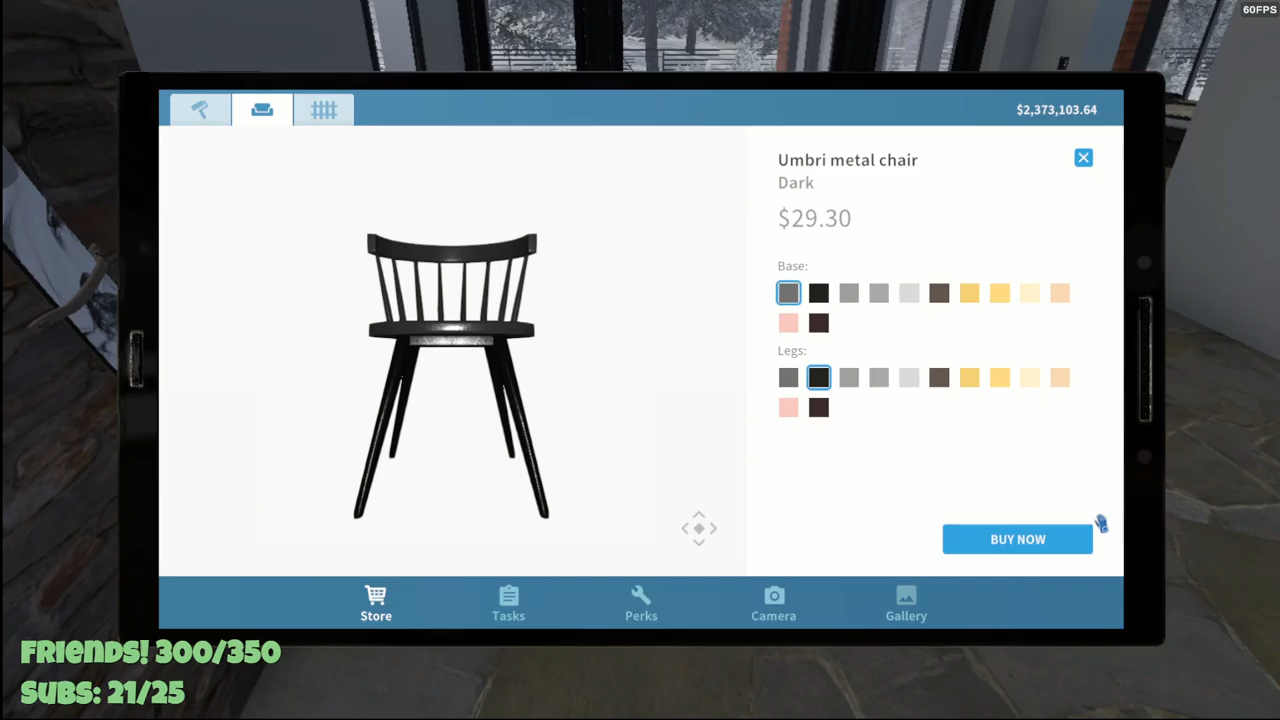 60FPS
$2,373,103.64
Umbri metal chair
Dark
$29.30
Base:
Legs:
BUY NOW
Store
Tasks
Perks
Camera
Gallery
Friends! 300/350
Subs: 21/25